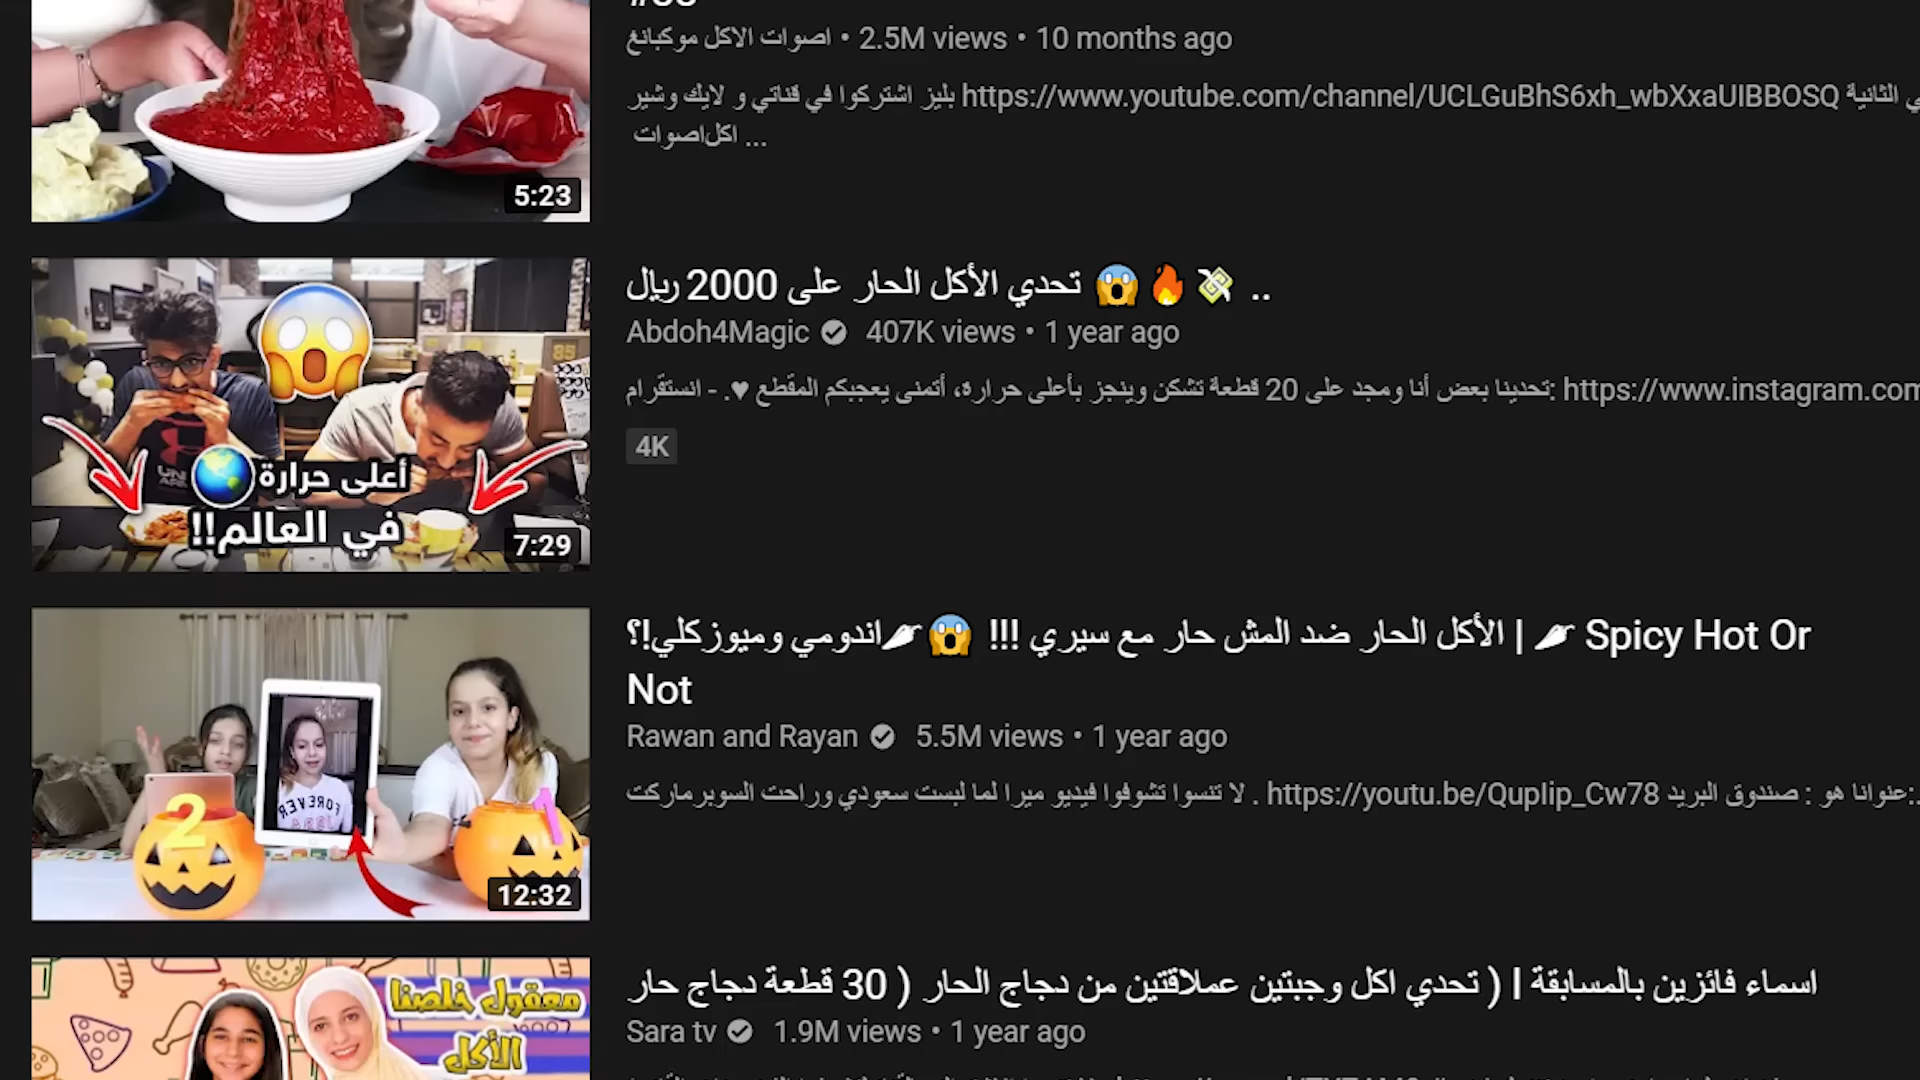 اصوات الاكل موكبانغ • 2.5M views • 10 months ago
بليز اشتركوا في قناتي و لايك وشير https://www.youtube.com/channel/UCLGuBhS6xh_wbXxaUIBBOSQ ي الثانية
اكل اصوات ...
5:23
تحدي الأكل الحار على 2000 ريال 😱🔥💸 ..
Abdoh4Magic 407K views • 1 year ago
تحدينا بعض أنا ومجد على 20 قطعة تشكن وينجز بأعلى حرارة، أتمنى يعجبكم المقطع ♥. - انستقرام: https://www.instagram.com
4K
أعلى حرارة
في العالم!!
7:29
الأكل الحار ضد المش حار مع سيري !!! 😱🌶اندومي وميوزكلي!؟ | 🌶 Spicy Hot Or
Not
Rawan and Rayan 5.5M views • 1 year ago
لا تنسوا تشوفوا فيديو ميرا لما لبست سعودي وراحت السوبرماركت . https://youtu.be/QupIip_Cw78 عنوانا هو : صندوق البريد:
FOREVER
2
1
12:32
اسماء فائزين بالمسابقة | ( تحدي اكل وجبتين عملاقتين من دجاج الحار ( 30 قطعة دجاج حار
Sara tv 1.9M views • 1 year ago
معقول خلصنا
الأكل